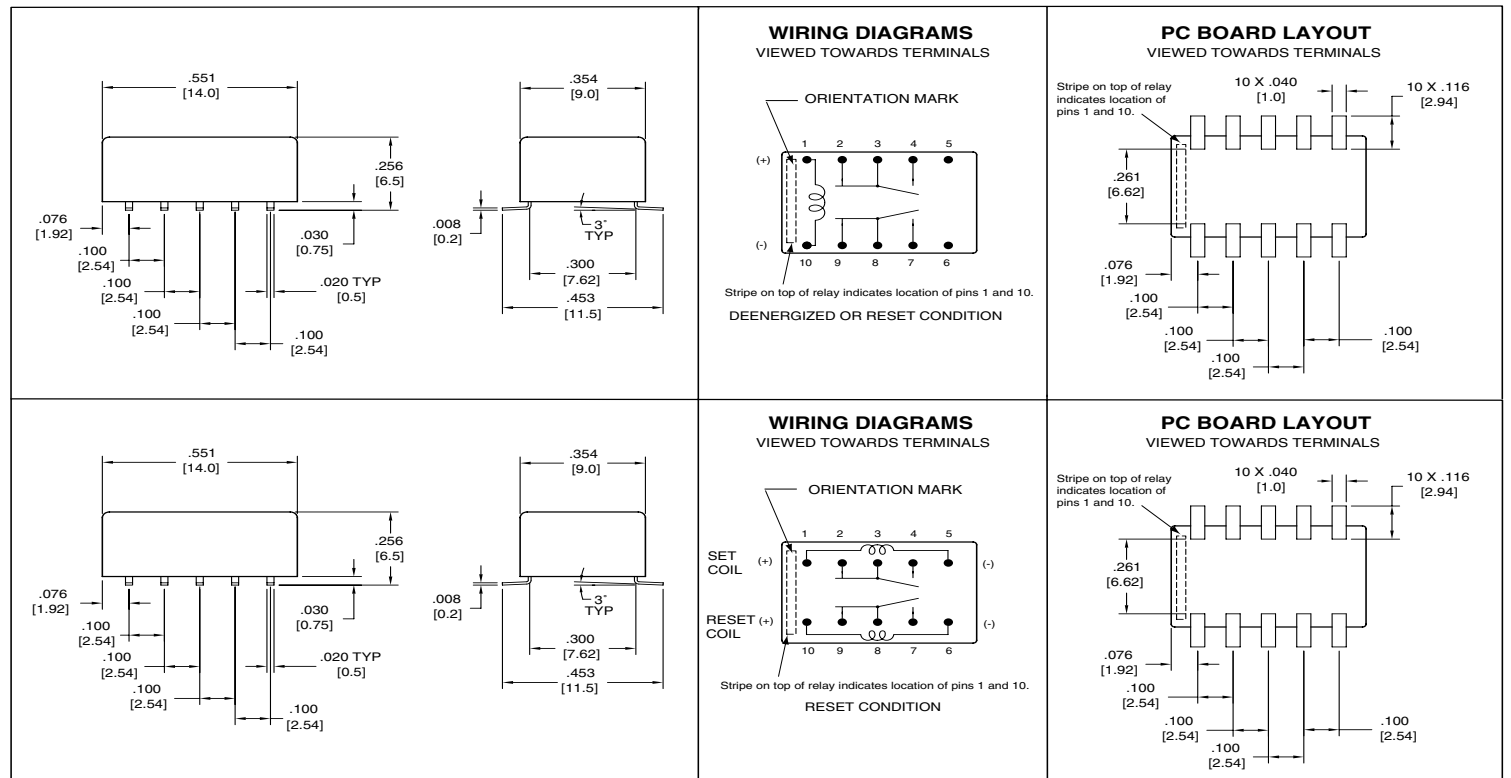 .551
[14.0]
.256
[6.5]
.076
[1.92]
.030
[0.75]
.100
[2.54]
.100
[2.54]
.020 TYP
[0.5]
.100
[2.54]
.100
[2.54]
.354
[9.0]
.008
[0.2]
3°
TYP
.300
[7.62]
.453
[11.5]
WIRING DIAGRAMS
VIEWED TOWARDS TERMINALS
ORIENTATION MARK
1 2 3 4 5
(+)
(-)
10 9 8 7 6
Stripe on top of relay indicates location of pins 1 and 10.
DEENERGIZED OR RESET CONDITION
PC BOARD LAYOUT
VIEWED TOWARDS TERMINALS
Stripe on top of relay
indicates location of
pins 1 and 10.
10 X .040
[1.0]
10 X .116
[2.94]
.261
[6.62]
.076
[1.92]
.100
[2.54]
.100
[2.54]
.100
[2.54]
.100
[2.54]
.551
[14.0]
.256
[6.5]
.076
[1.92]
.030
[0.75]
.100
[2.54]
.100
[2.54]
.020 TYP
[0.5]
.100
[2.54]
.100
[2.54]
.354
[9.0]
.008
[0.2]
3°
TYP
.300
[7.62]
.453
[11.5]
WIRING DIAGRAMS
VIEWED TOWARDS TERMINALS
ORIENTATION MARK
1 2 3 4 5
SET
COIL
(+) (-)
RESET
COIL
(+) (-)
10 9 8 7 6
Stripe on top of relay indicates location of pins 1 and 10.
RESET CONDITION
PC BOARD LAYOUT
VIEWED TOWARDS TERMINALS
Stripe on top of relay
indicates location of
pins 1 and 10.
10 X .040
[1.0]
10 X .116
[2.94]
.261
[6.62]
.076
[1.92]
.100
[2.54]
.100
[2.54]
.100
[2.54]
.100
[2.54]